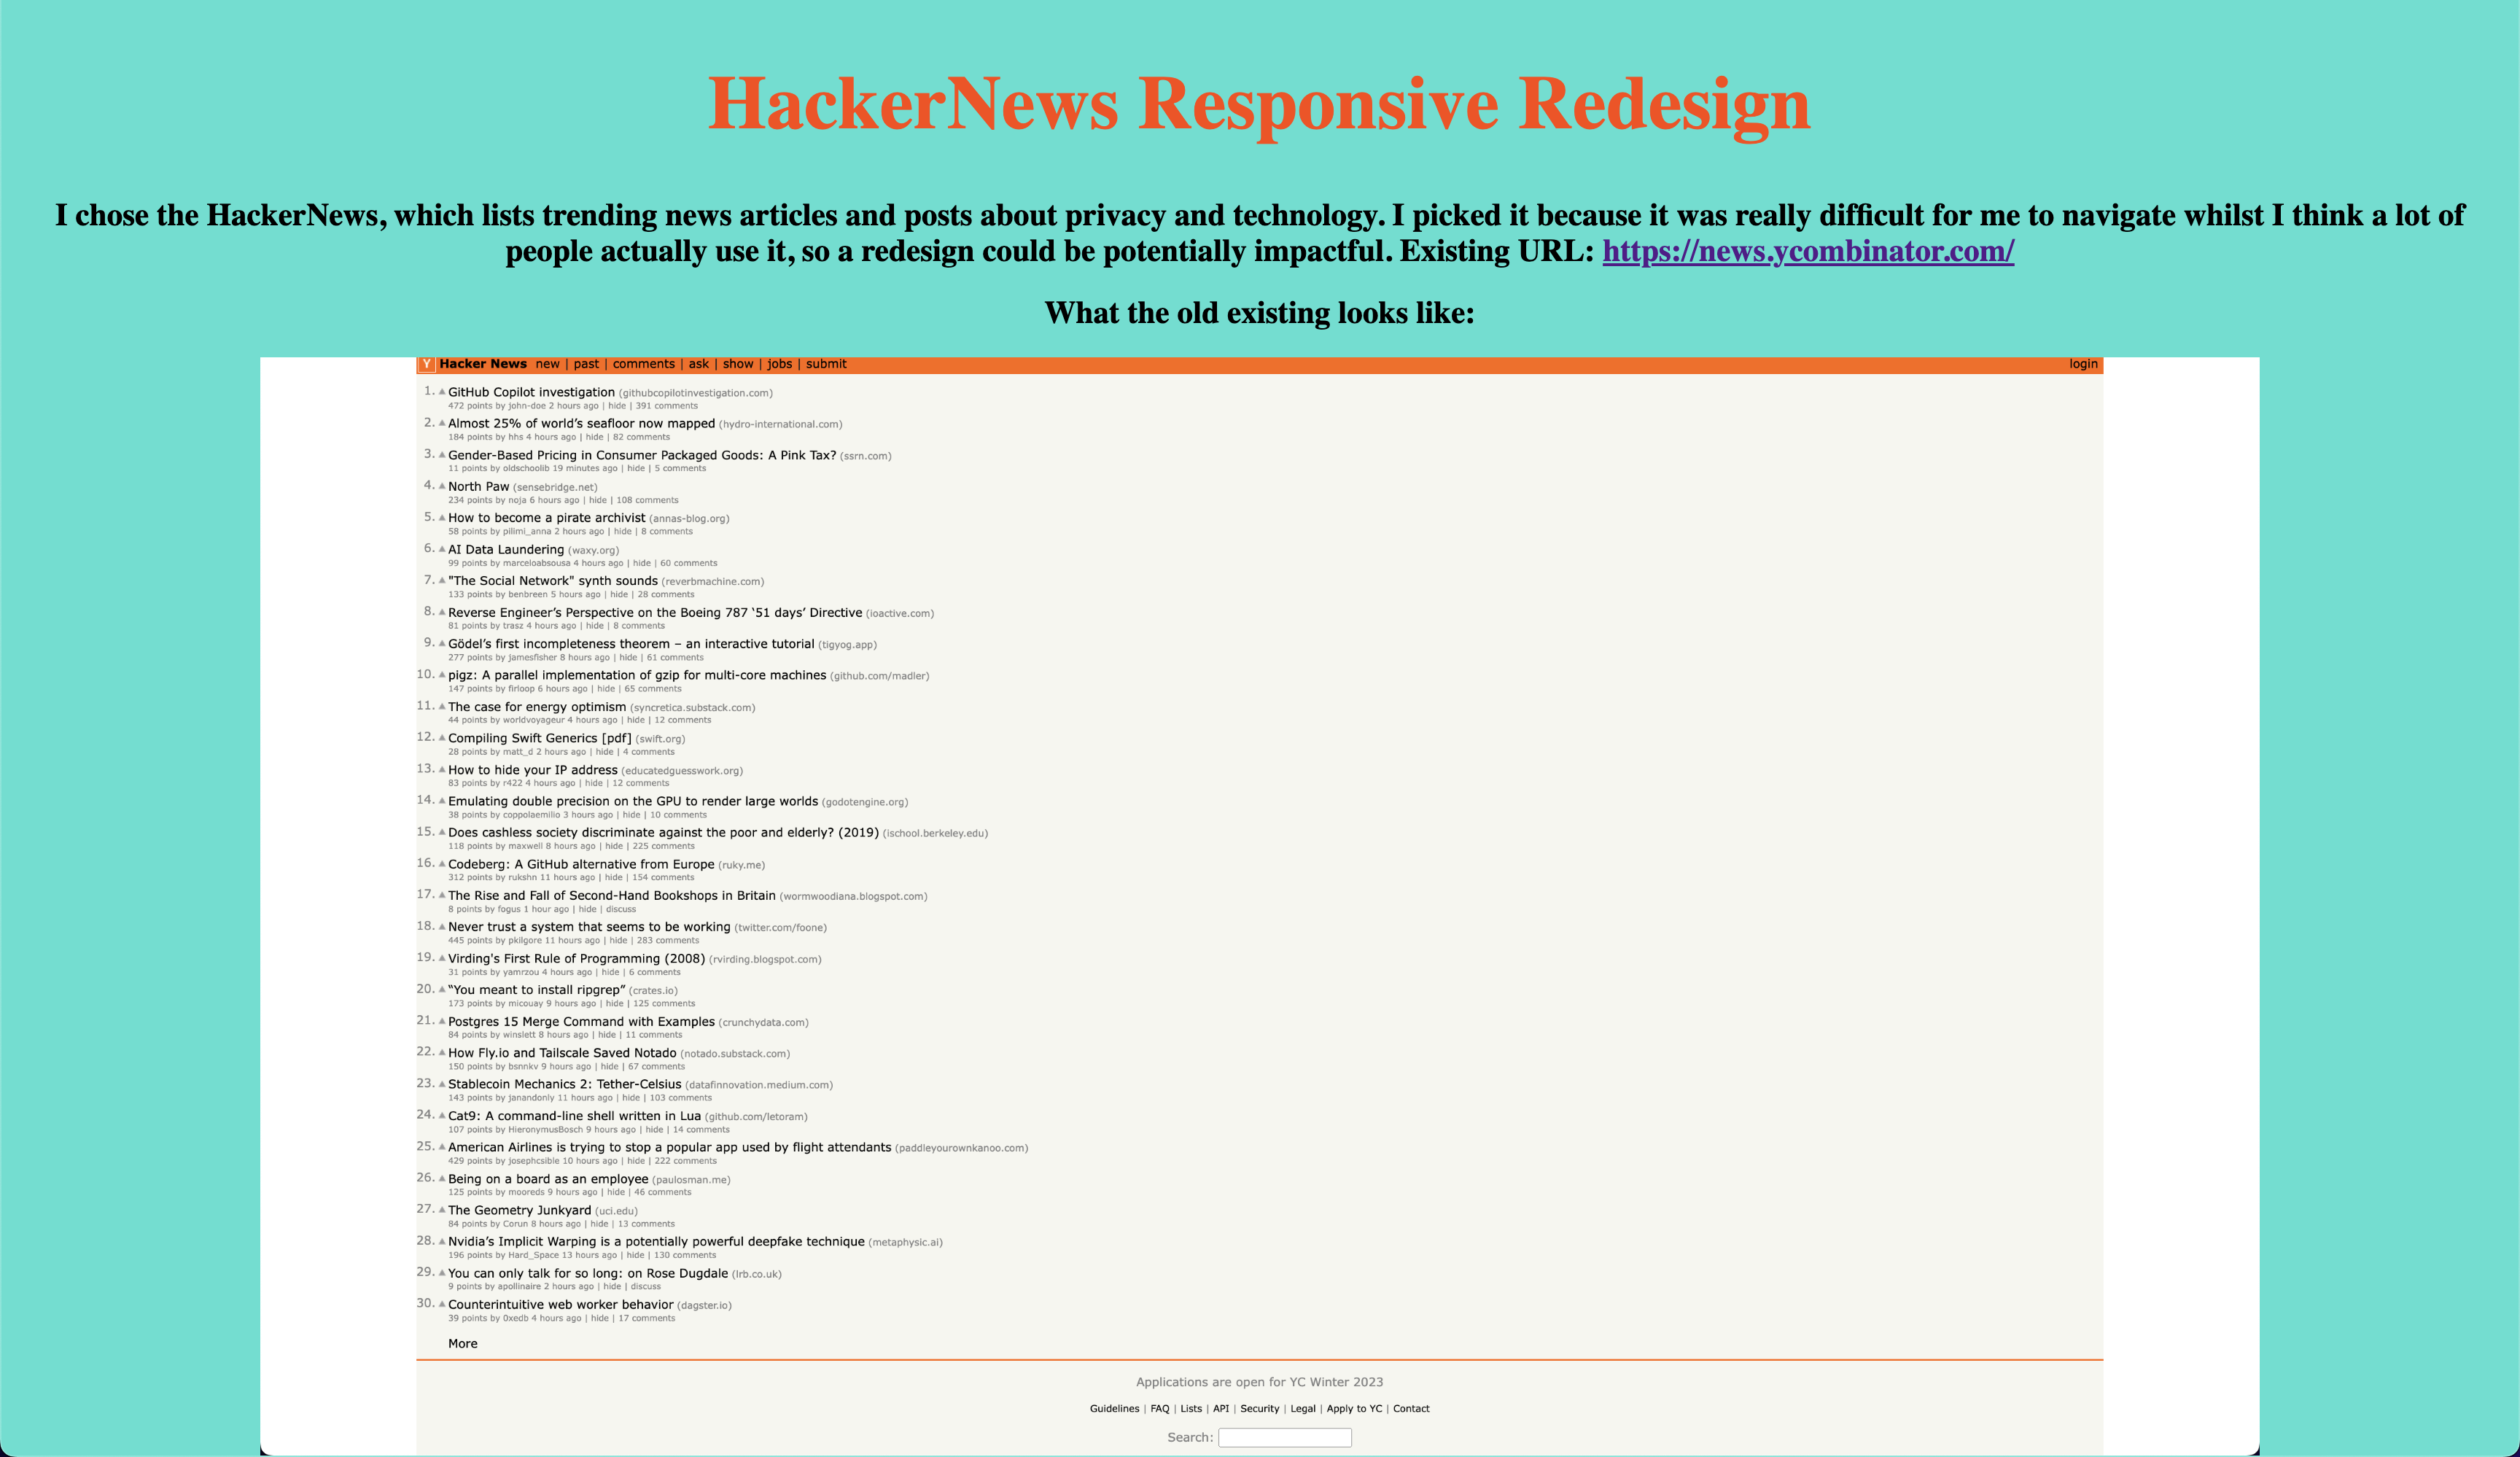 HackerNews Responsive Redesign
I chose the HackerNews, which lists trending news articles and posts about privacy and technology. I picked it because it was really difficult for me to navigate whilst I think a lot of
people actually use it, so a redesign could be potentially impactful. Existing URL: https://news.ycombinator.com/
What the old existing looks like:
Y Hacker News new | past | comments | ask | show | jobs | submit login
1. ▲ GitHub Copilot investigation (githubcopilotinvestigation.com)
472 points by john-doe 2 hours ago | hide | 391 comments
2. ▲ Almost 25% of world’s seafloor now mapped (hydro-international.com)
184 points by hhs 4 hours ago | hide | 82 comments
3. ▲ Gender-Based Pricing in Consumer Packaged Goods: A Pink Tax? (ssrn.com)
11 points by oldschoolib 19 minutes ago | hide | 5 comments
4. ▲ North Paw (sensebridge.net)
234 points by noja 6 hours ago | hide | 108 comments
5. ▲ How to become a pirate archivist (annas-blog.org)
58 points by pilimi_anna 2 hours ago | hide | 8 comments
6. ▲ AI Data Laundering (waxy.org)
99 points by marceloabsousa 4 hours ago | hide | 60 comments
7. ▲ "The Social Network" synth sounds (reverbmachine.com)
133 points by benbreen 5 hours ago | hide | 28 comments
8. ▲ Reverse Engineer’s Perspective on the Boeing 787 ‘51 days’ Directive (ioactive.com)
81 points by trasz 4 hours ago | hide | 8 comments
9. ▲ Gödel’s first incompleteness theorem – an interactive tutorial (tigyog.app)
277 points by jamesfisher 8 hours ago | hide | 61 comments
10. ▲ pigz: A parallel implementation of gzip for multi-core machines (github.com/madler)
147 points by firloop 6 hours ago | hide | 65 comments
11. ▲ The case for energy optimism (syncretica.substack.com)
44 points by worldvoyageur 4 hours ago | hide | 12 comments
12. ▲ Compiling Swift Generics [pdf] (swift.org)
28 points by matt_d 2 hours ago | hide | 4 comments
13. ▲ How to hide your IP address (educatedguesswork.org)
83 points by r422 4 hours ago | hide | 12 comments
14. ▲ Emulating double precision on the GPU to render large worlds (godotengine.org)
38 points by coppolaemilio 3 hours ago | hide | 10 comments
15. ▲ Does cashless society discriminate against the poor and elderly? (2019) (ischool.berkeley.edu)
118 points by maxwell 8 hours ago | hide | 225 comments
16. ▲ Codeberg: A GitHub alternative from Europe (ruky.me)
312 points by rukshn 11 hours ago | hide | 154 comments
17. ▲ The Rise and Fall of Second-Hand Bookshops in Britain (wormwoodiana.blogspot.com)
8 points by fogus 1 hour ago | hide | discuss
18. ▲ Never trust a system that seems to be working (twitter.com/foone)
445 points by pkilgore 11 hours ago | hide | 283 comments
19. ▲ Virding's First Rule of Programming (2008) (rvirding.blogspot.com)
31 points by yamrzou 4 hours ago | hide | 6 comments
20. ▲ “You meant to install ripgrep” (crates.io)
173 points by micouay 9 hours ago | hide | 125 comments
21. ▲ Postgres 15 Merge Command with Examples (crunchydata.com)
84 points by winslett 8 hours ago | hide | 11 comments
22. ▲ How Fly.io and Tailscale Saved Notado (notado.substack.com)
150 points by bsnnkv 9 hours ago | hide | 67 comments
23. ▲ Stablecoin Mechanics 2: Tether-Celsius (datafinnovation.medium.com)
143 points by janandonly 11 hours ago | hide | 103 comments
24. ▲ Cat9: A command-line shell written in Lua (github.com/letoram)
107 points by HieronymusBosch 9 hours ago | hide | 14 comments
25. ▲ American Airlines is trying to stop a popular app used by flight attendants (paddleyourownkanoo.com)
429 points by josephcsible 10 hours ago | hide | 222 comments
26. ▲ Being on a board as an employee (paulosman.me)
125 points by mooreds 9 hours ago | hide | 46 comments
27. ▲ The Geometry Junkyard (uci.edu)
84 points by Corun 8 hours ago | hide | 13 comments
28. ▲ Nvidia’s Implicit Warping is a potentially powerful deepfake technique (metaphysic.ai)
196 points by Hard_Space 13 hours ago | hide | 130 comments
29. ▲ You can only talk for so long: on Rose Dugdale (lrb.co.uk)
9 points by apollinaire 2 hours ago | hide | discuss
30. ▲ Counterintuitive web worker behavior (dagster.io)
39 points by 0xedb 4 hours ago | hide | 17 comments
More
Applications are open for YC Winter 2023
Guidelines | FAQ | Lists | API | Security | Legal | Apply to YC | Contact
Search: